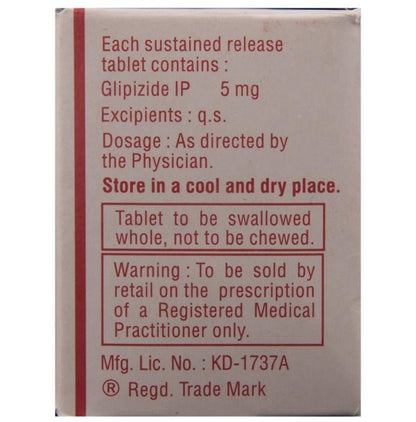 Each sustained release
tablet contains :
Glipizide IP 5 mg
Excipients : q.s.
Dosage : As directed by
the Physician.
Store in a cool and dry place.
Tablet to be swallowed
whole, not to be chewed.
Warning : To be sold by
retail on the prescription
of a Registered Medical
Practitioner only.
Mfg. Lic. No. : KD-1737A
® Regd. Trade Mark